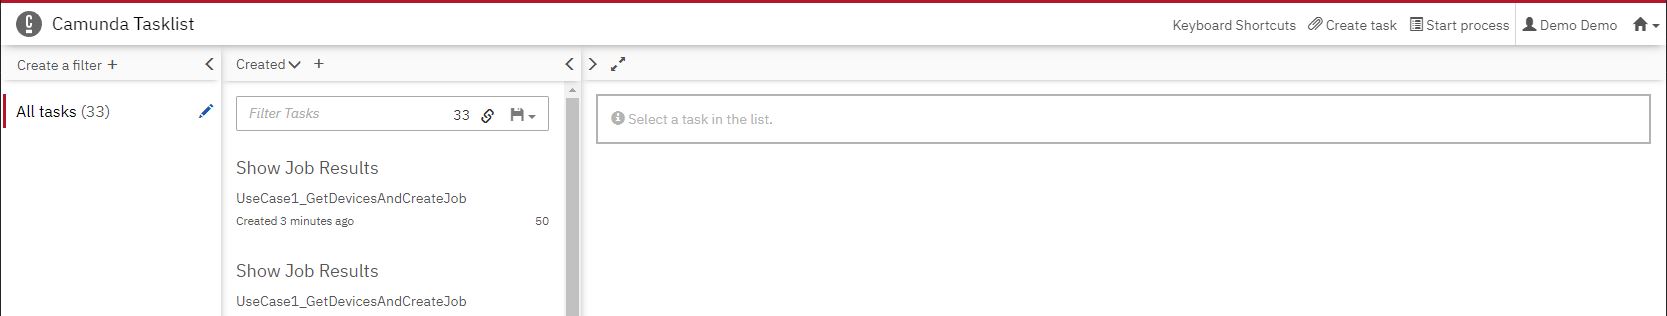 Camunda Tasklist
Keyboard Shortcuts Create task Start process Demo Demo
Create a filter +
Created +
All tasks (33)
Filter Tasks 33
Select a task in the list.
Show Job Results
UseCase1_GetDevicesAndCreateJob
Created 3 minutes ago 50
Show Job Results
UseCase1_GetDevicesAndCreateJob